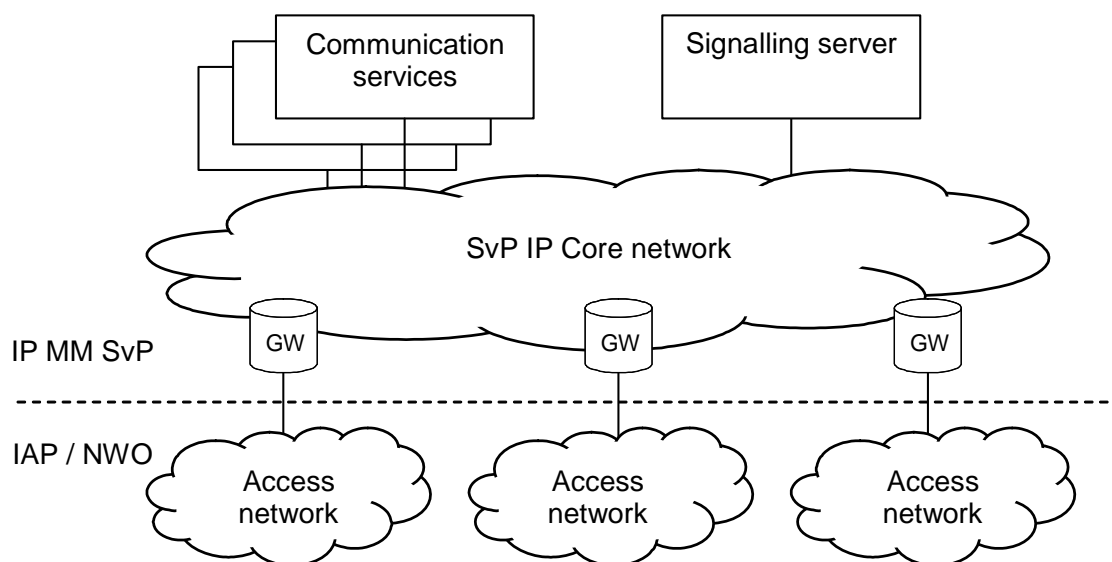 Communication
services
Signalling server
SvP IP Core network
GW
GW
GW
IP MM SvP
IAP / NWO
Access
network
Access
network
Access
network